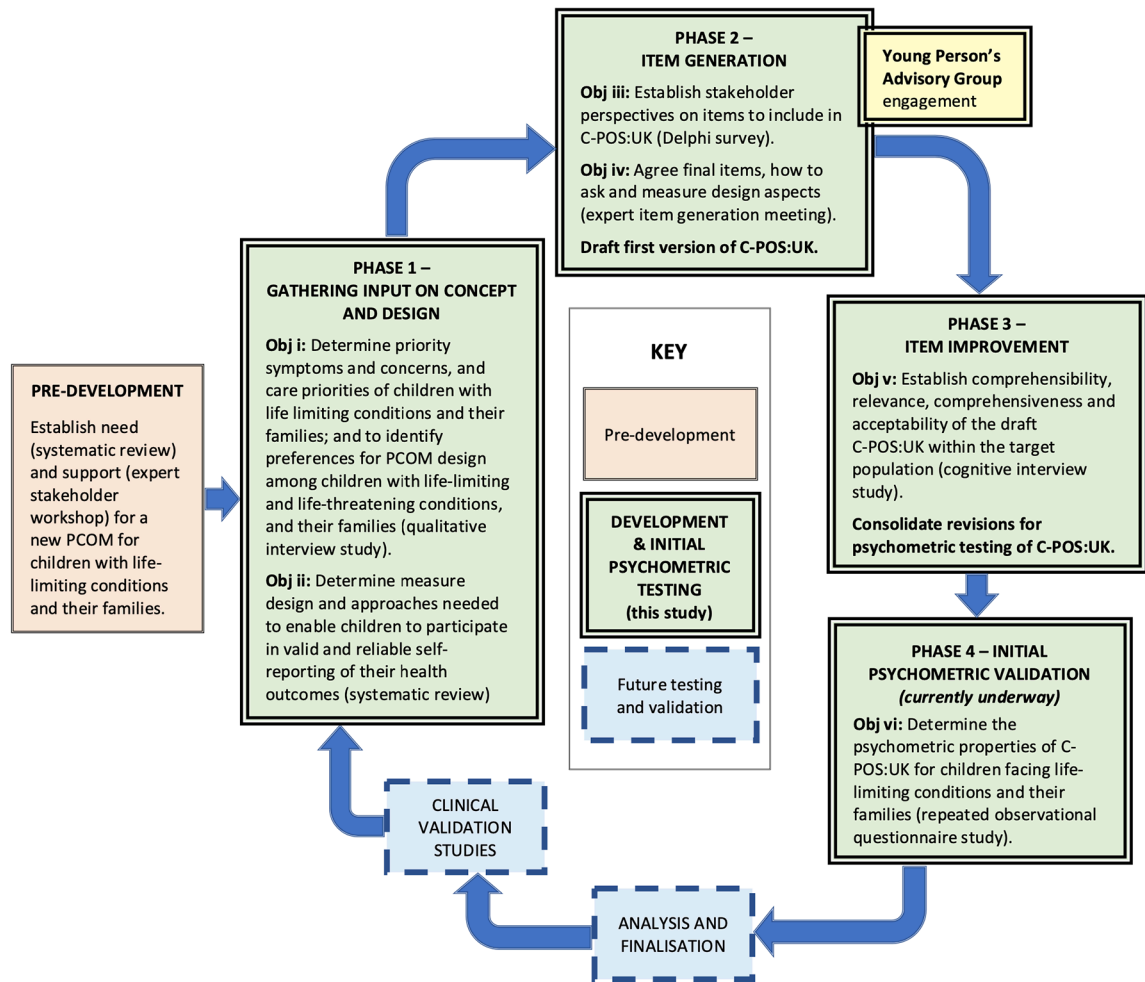 PRE-DEVELOPMENT
Establish need
(systematic review)
and support (expert
stakeholder
workshop) for a
new PCOM for
children with life-
limiting conditions
and their families.
PHASE 1 –
GATHERING INPUT ON CONCEPT
AND DESIGN
Obj i: Determine priority
symptoms and concerns, and
care priorities of children with
life limiting conditions and their
families; and to identify
preferences for PCOM design
among children with life-limiting
and life-threatening conditions,
and their families (qualitative
interview study).
Obj ii: Determine measure
design and approaches needed
to enable children to participate
in valid and reliable self-
reporting of their health
outcomes (systematic review)
PHASE 2 –
ITEM GENERATION
Obj iii: Establish stakeholder
perspectives on items to include in
C-POS:UK (Delphi survey).
Obj iv: Agree final items, how to
ask and measure design aspects
(expert item generation meeting).
Draft first version of C-POS:UK.
Young Person's
Advisory Group
engagement
PHASE 3 –
ITEM IMPROVEMENT
Obj v: Establish comprehensibility,
relevance, comprehensiveness and
acceptability of the draft
C-POS:UK within the target
population (cognitive interview
study).
Consolidate revisions for
psychometric testing of C-POS:UK.
PHASE 4 – INITIAL
PSYCHOMETRIC VALIDATION
(currently underway)
Obj vi: Determine the
psychometric properties of C-
POS:UK for children facing life-
limiting conditions and their
families (repeated observational
questionnaire study).
ANALYSIS AND
FINALISATION
CLINICAL
VALIDATION
STUDIES
KEY
Pre-development
DEVELOPMENT
& INITIAL
PSYCHOMETRIC
TESTING
(this study)
Future testing
and validation